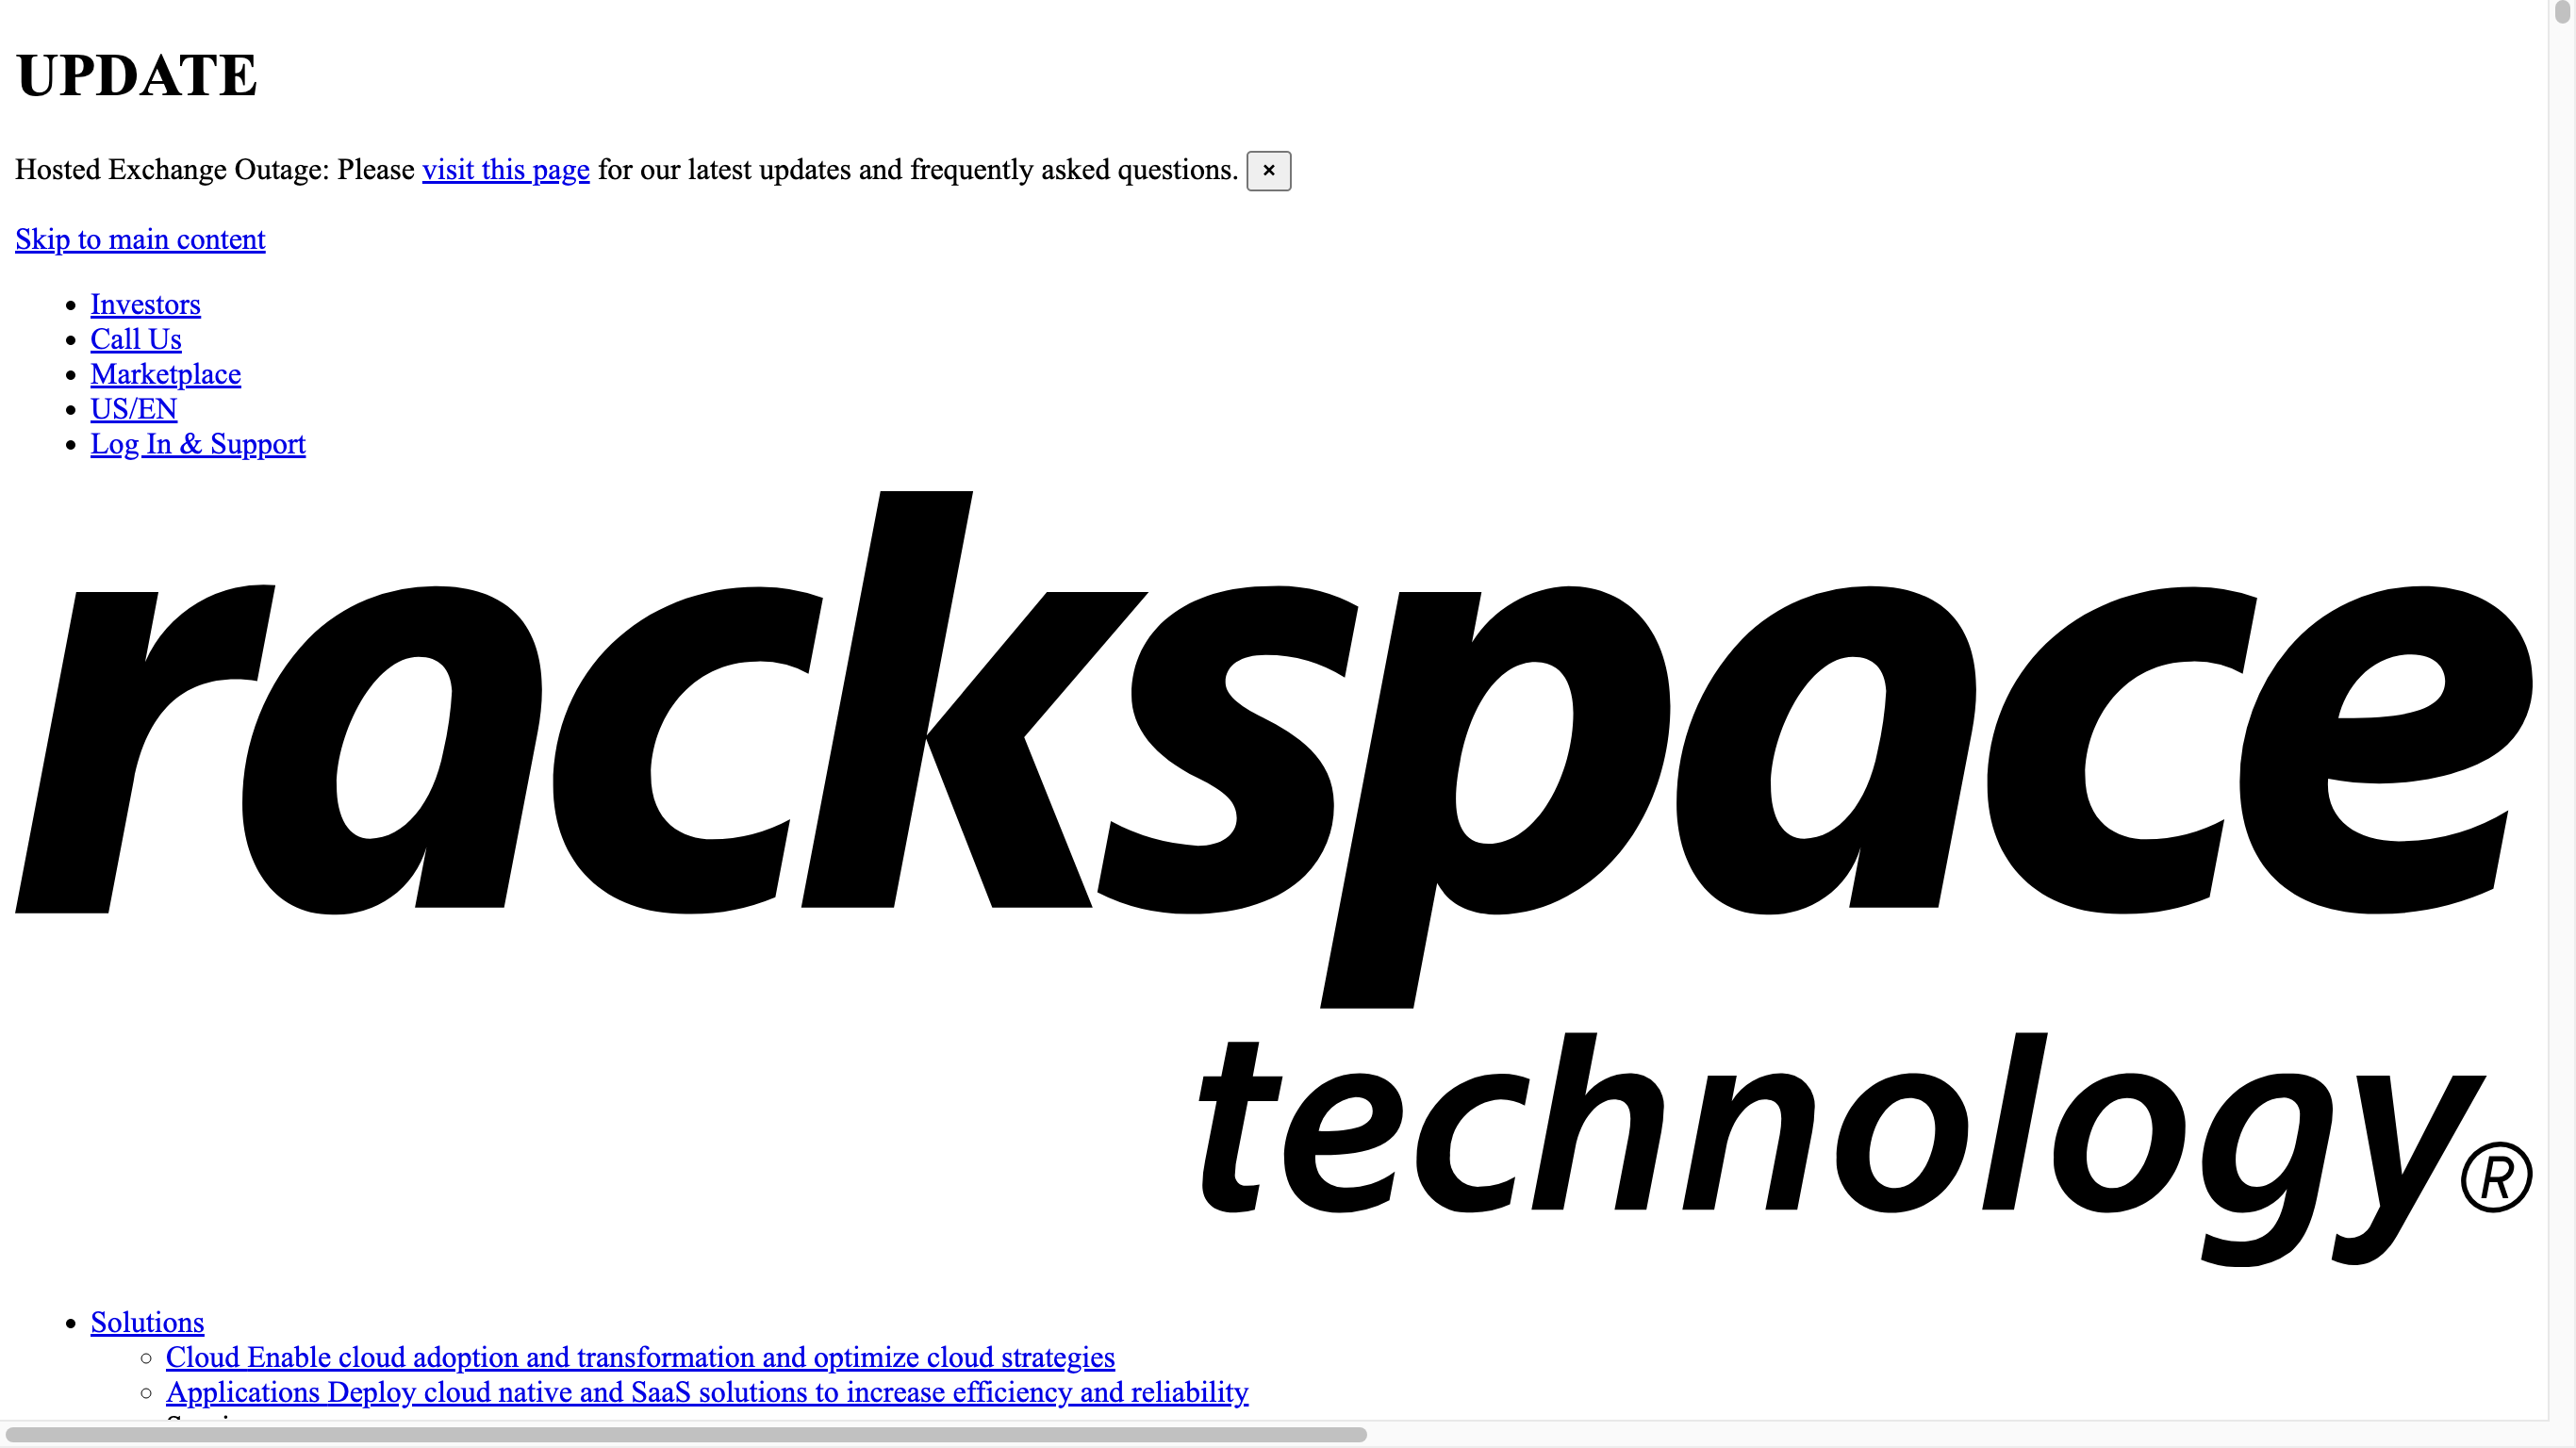 UPDATE
Hosted Exchange Outage: Please visit this page for our latest updates and frequently asked questions. ×
Skip to main content
Investors
Call Us
Marketplace
US/EN
Log In & Support
rackspace
technology®
Solutions
Cloud Enable cloud adoption and transformation and optimize cloud strategies
Applications Deploy cloud native and SaaS solutions to increase efficiency and reliability